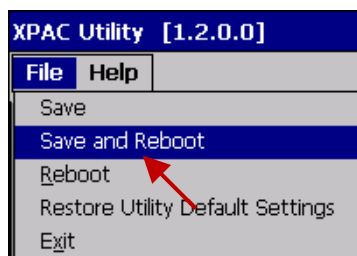 XPAC Utility [1.2.0.0]
File Help
Save
Save and Reboot
Reboot
Restore Utility Default Settings
Exit